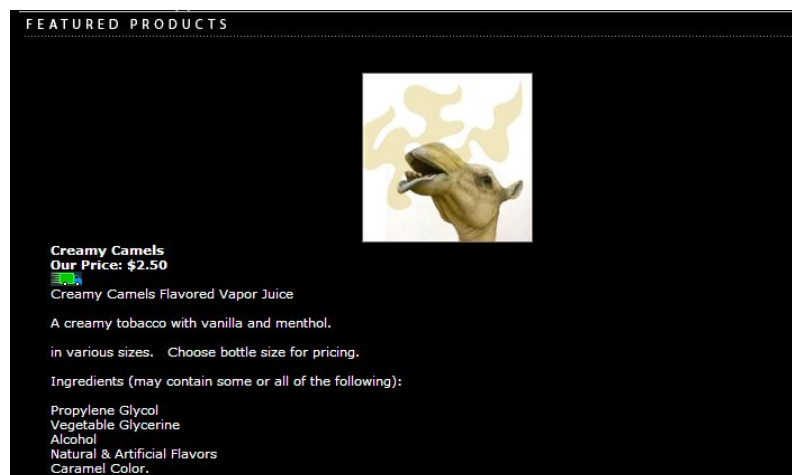 FEATURED PRODUCTS
Creamy Camels
Our Price: $2.50
Creamy Camels Flavored Vapor Juice
A creamy tobacco with vanilla and menthol.
in various sizes.   Choose bottle size for pricing.
Ingredients (may contain some or all of the following):
Propylene Glycol
Vegetable Glycerine
Alcohol
Natural & Artificial Flavors
Caramel Color.